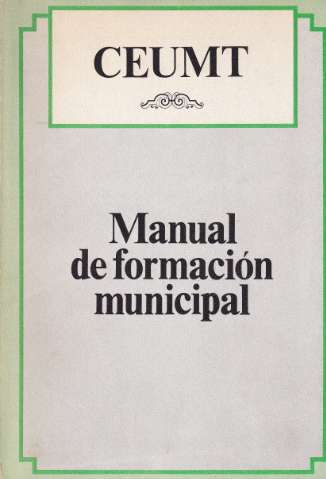 CEUMT
Manual
de formación
municipal